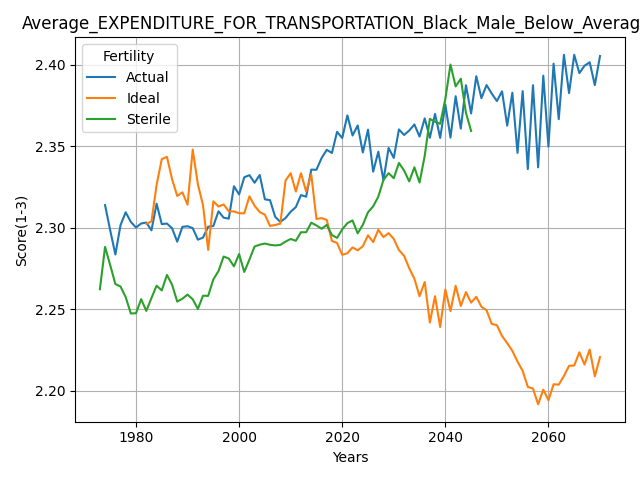 Average_EXPENDITURE_FOR_TRANSPORTATION_Black_Male_Below_Averag
Fertility
Actual
Ideal
Sterile
2.40
2.35
2.30
2.25
2.20
Score(1-3)
1980
2000
2020
2040
2060
Years